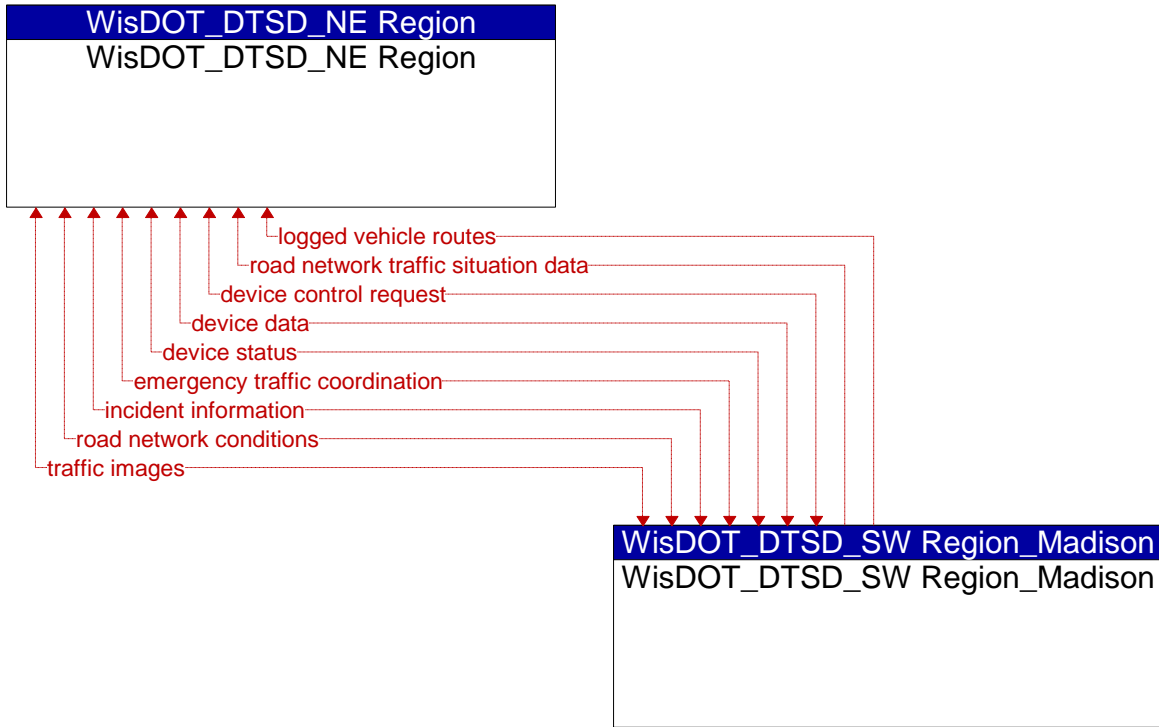 WisDOT_DTSD_NE Region
WisDOT_DTSD_NE Region
logged vehicle routes
road network traffic situation data
device control request
device data
device status
emergency traffic coordination
incident information
road network conditions
traffic images
WisDOT_DTSD_SW Region_Madison
WisDOT_DTSD_SW Region_Madison